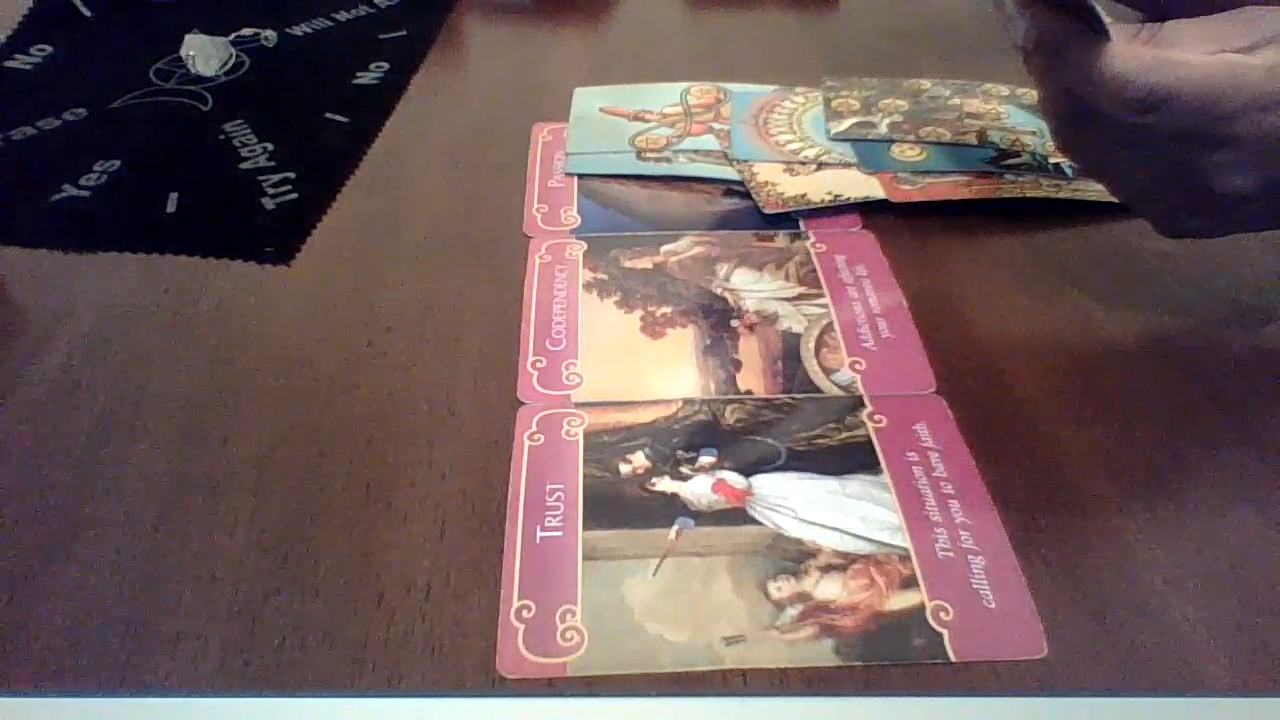 No
Will Not
No
Yes
Try Again
CODEPENDENCY
Addictions are affecting
your romantic life.
TRUST
This situation is
calling for you to have faith.